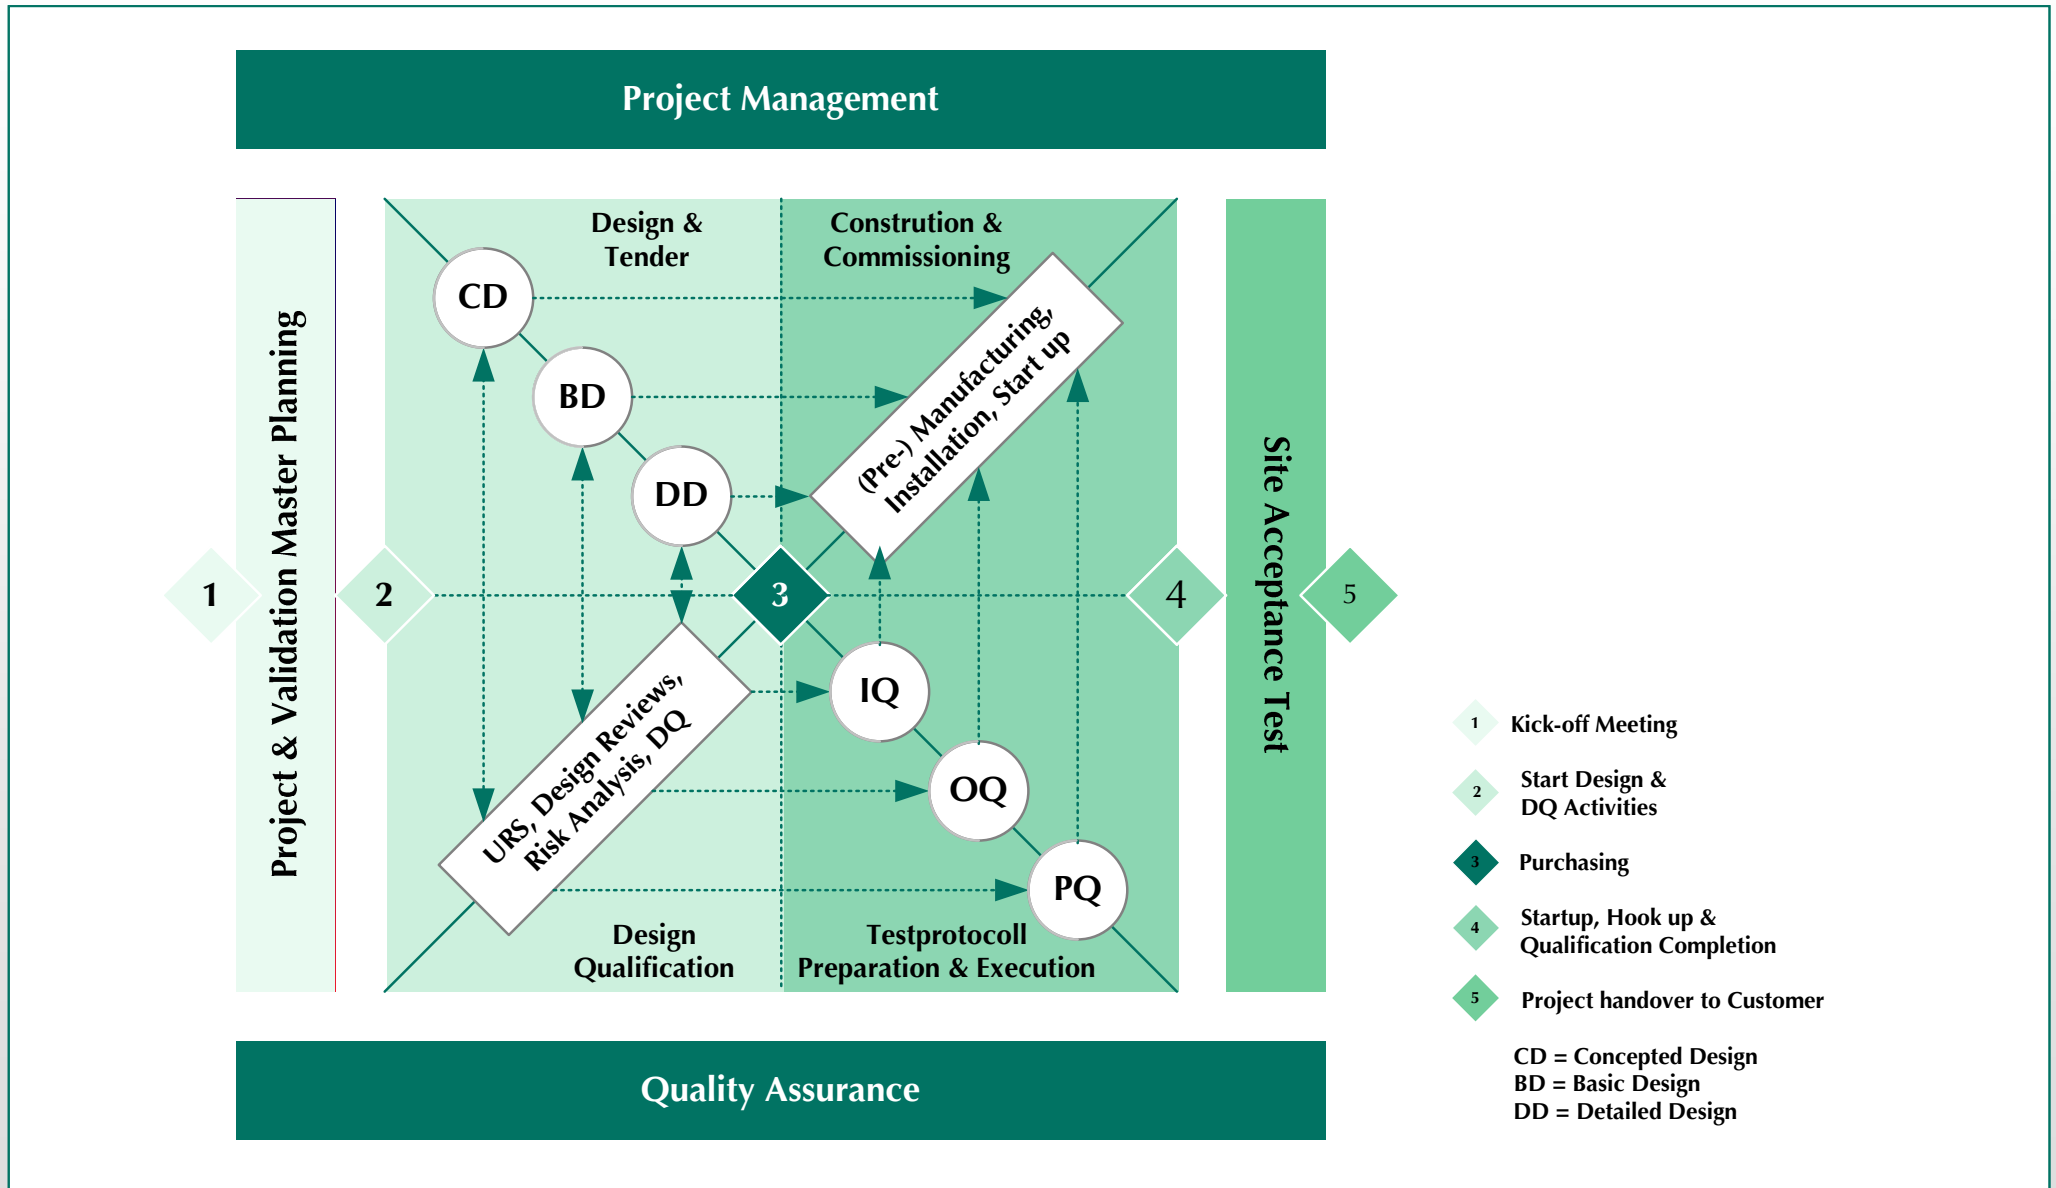 Project Management
Project & Validation Master Planning
Design &
Tender
Constrution &
Commissioning
CD
BD
DD
(Pre-) Manufacturing,
Installation, Start up
1
2
3
4
5
Site Acceptance Test
URS, Design Reviews,
Risk Analysis, DQ
IQ
OQ
PQ
Design
Qualification
Testprotocoll
Preparation & Execution
Quality Assurance
1 Kick-off Meeting
2 Start Design &
DQ Activities
3 Purchasing
4 Startup, Hook up &
Qualification Completion
5 Project handover to Customer
CD = Concepted Design
BD = Basic Design
DD = Detailed Design